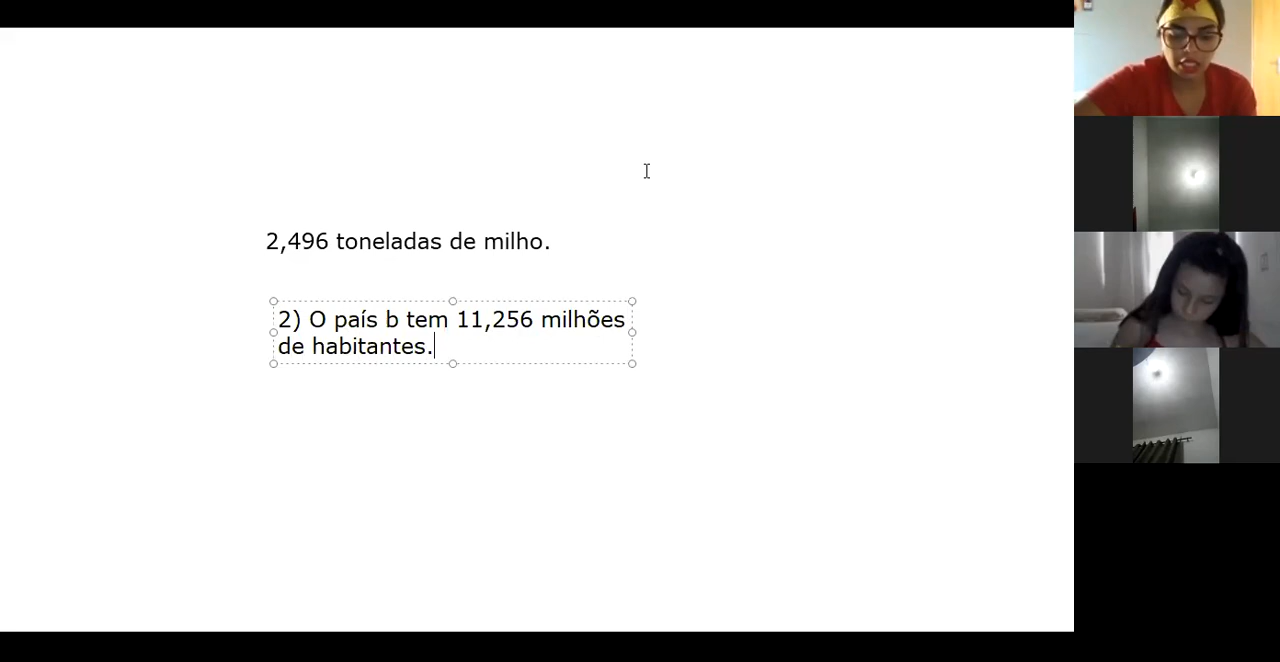 2,496 toneladas de milho.
2) O país b tem 11,256 milhões
de habitantes.